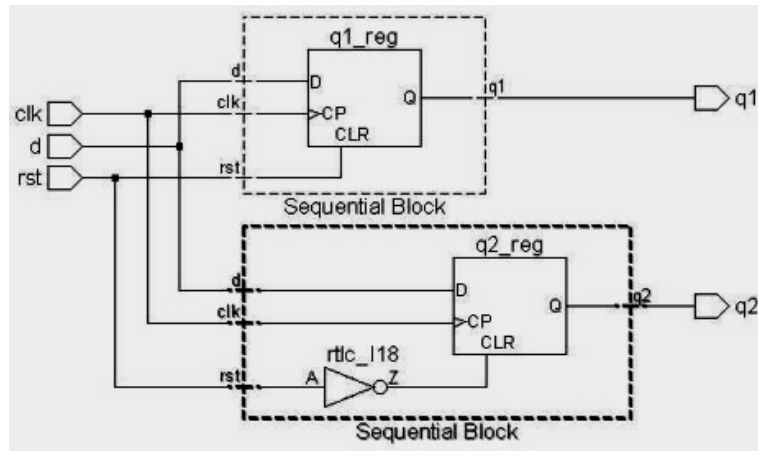 q1_reg
d
D
clk
clk
CP
Q
q1
q1
CLR
d
rst
rst
Sequential Block
q2_reg
d
D
clk
CP
Q
q2
q2
CLR
rtlc_I18
rst
A
Z
Sequential Block